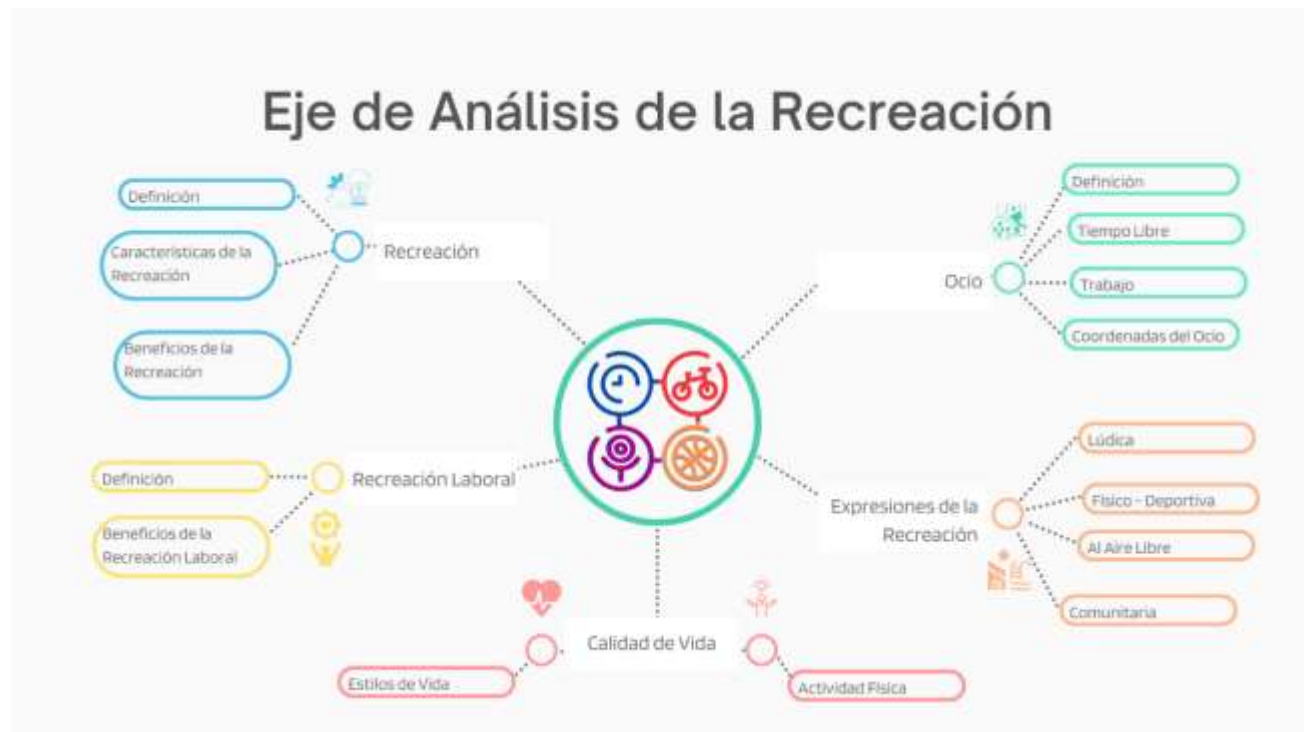 Eje de Análisis de la Recreación
Definición
Características de la
Recreación
Beneficios de la
Recreación
Recreación
Ocio
Definición
Tiempo Libre
Trabajo
Coordenadas del Ocio
Definición
Beneficios de la
Recreación Laboral
Recreación Laboral
Expresiones de la
Recreación
Lúdica
Físico - Deportiva
Al Aire Libre
Comunitaria
Calidad de Vida
Estilos de Vida
Actividad Física